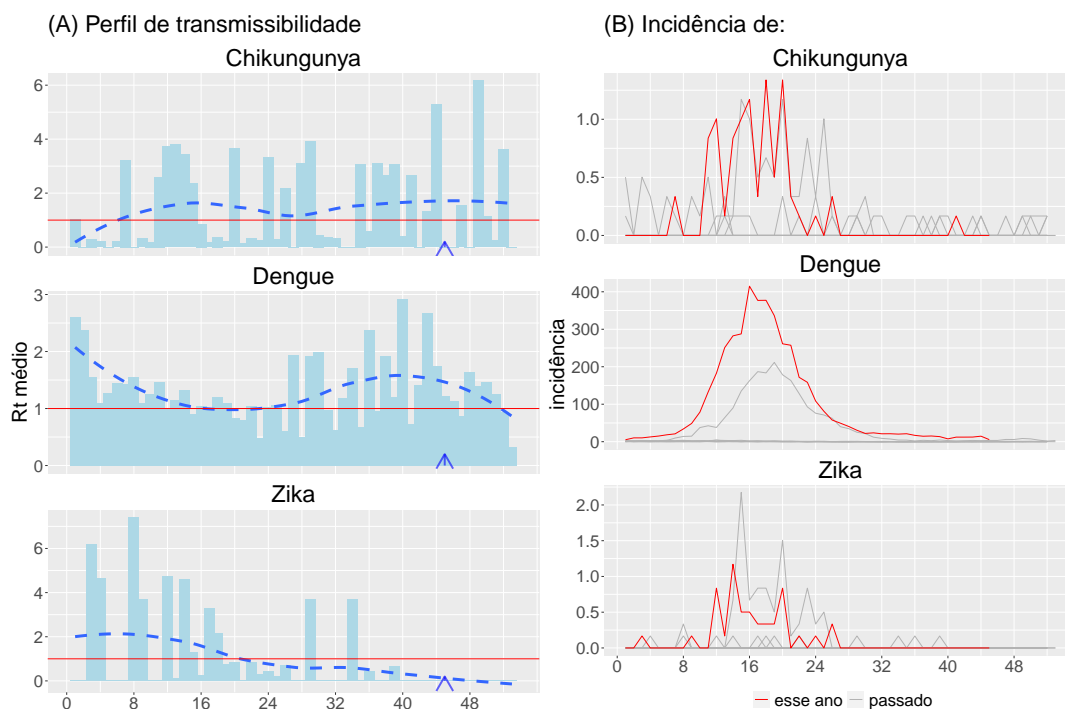 (A) Perfil de transmissibilidade
Chikungunya
6
4
2
0
Dengue
3
2
1
0
Rt médio
Zika
6
4
2
0
0 8 16 24 32 40 48
(B) Incidência de:
Chikungunya
1.0
0.5
0.0
Dengue
400
300
200
100
0
incidência
Zika
2.0
1.5
1.0
0.5
0.0
0 8 16 24 32 40 48
esse ano passado